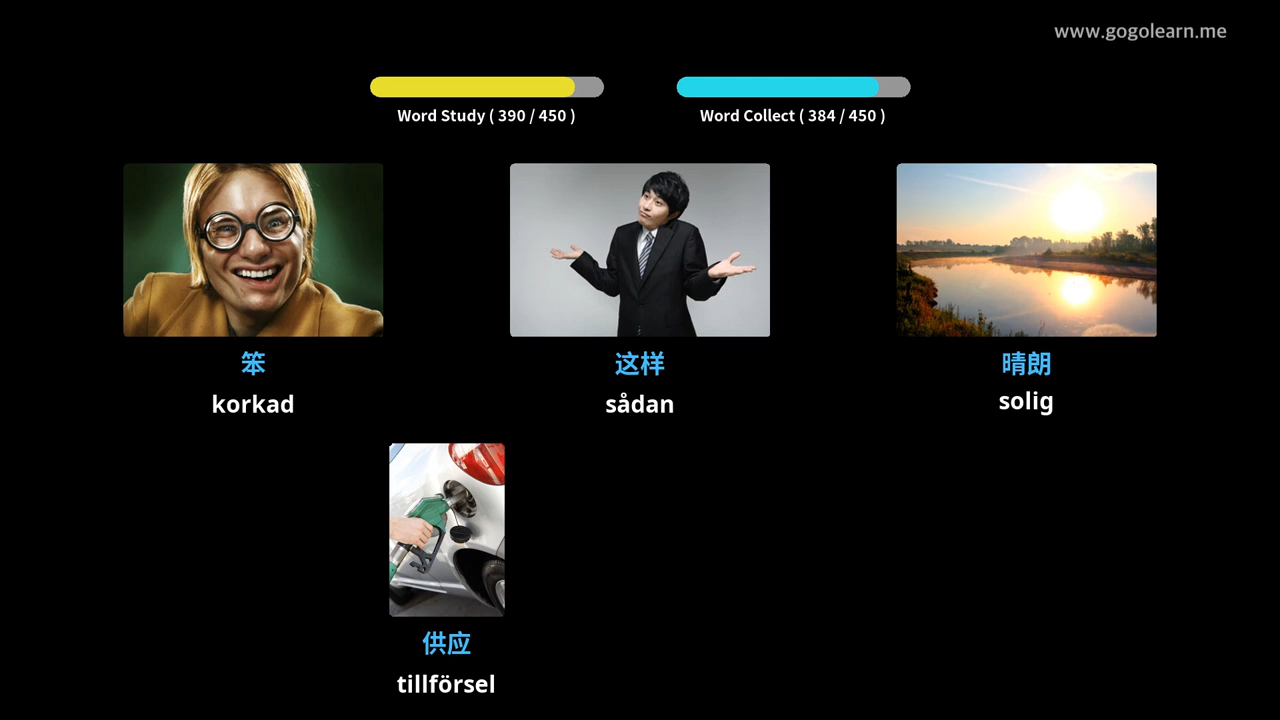 www.gogolearn.me
Word Study ( 390 / 450 )
Word Collect ( 384 / 450 )
笨
korkad
这样
sådan
晴朗
solig
供应
tillförsel